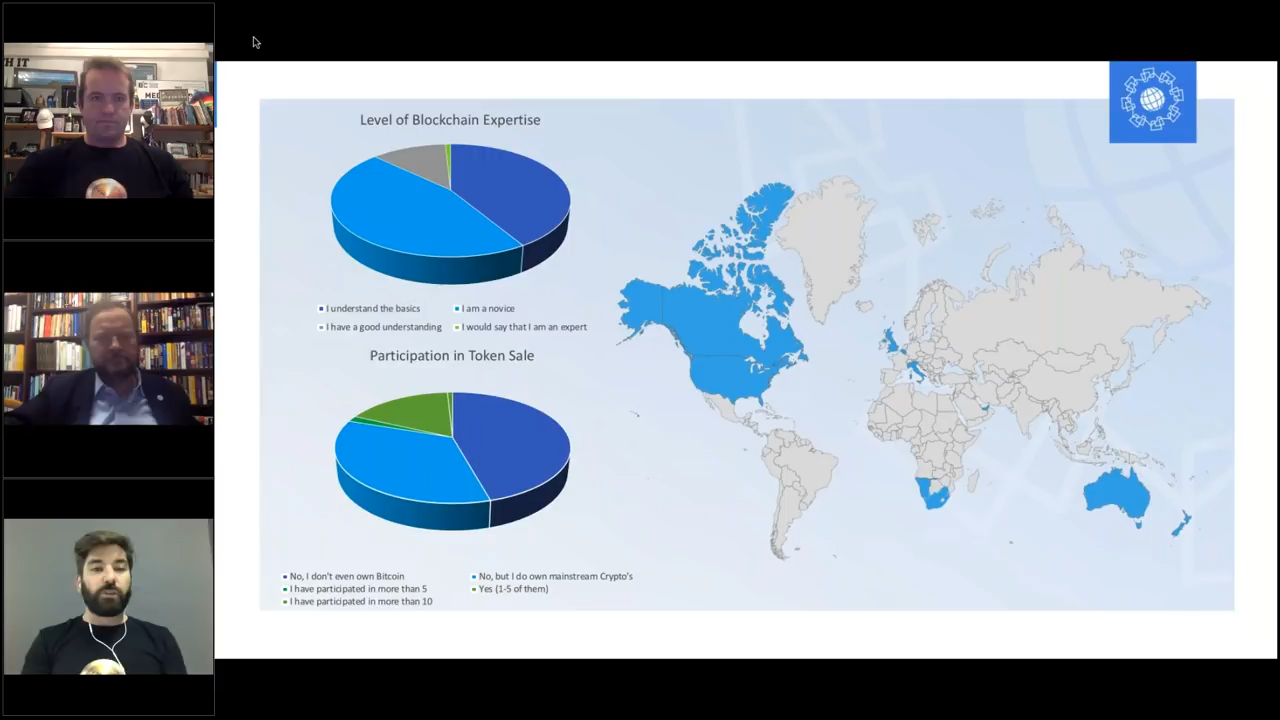 TH IT
Level of Blockchain Expertise
I understand the basics
I am a novice
I have a good understanding
I would say that I am an expert
Participation in Token Sale
No, I don't even own Bitcoin
No, but I do own mainstream Crypto's
I have participated in more than 5
Yes (1-5 of them)
I have participated in more than 10